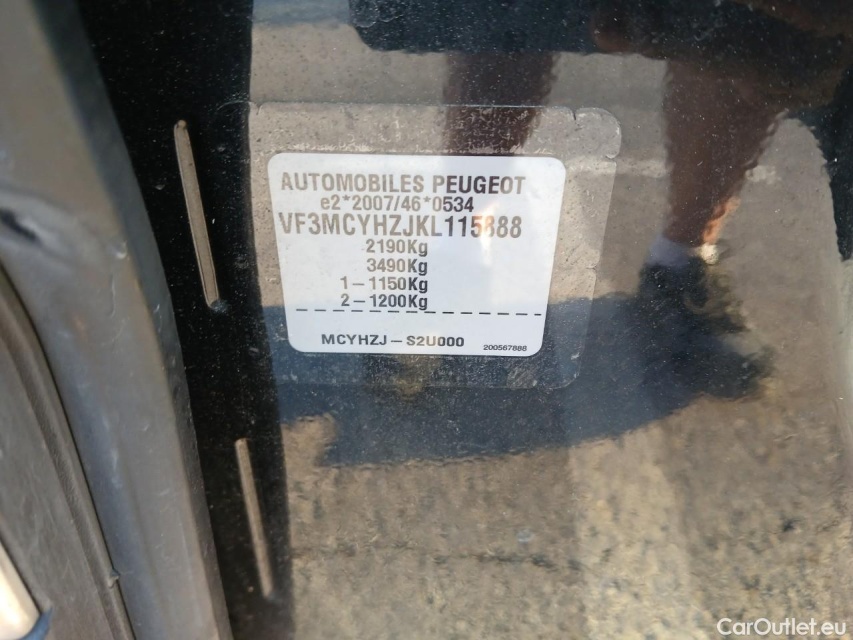 AUTOMOBILES PEUGEOT
e2*2007/46*0534
VF3MCYHZJKL115888
2190Kg
3490Kg
1-1150Kg
2-1200Kg
MCYHZJ-S2U000
200567888
CarOutlet.eu